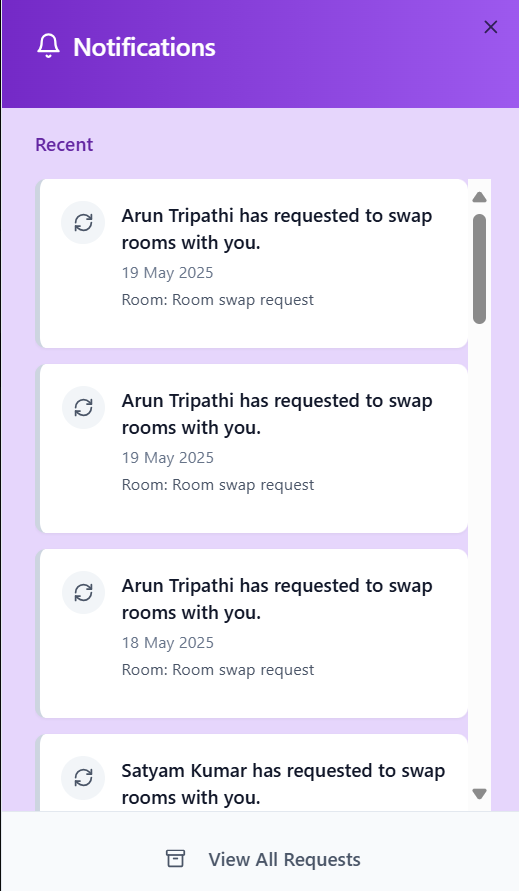 Notifications
Recent
Arun Tripathi has requested to swap
rooms with you.
19 May 2025
Room: Room swap request
Arun Tripathi has requested to swap
rooms with you.
19 May 2025
Room: Room swap request
Arun Tripathi has requested to swap
rooms with you.
18 May 2025
Room: Room swap request
Satyam Kumar has requested to swap
rooms with you.
View All Requests